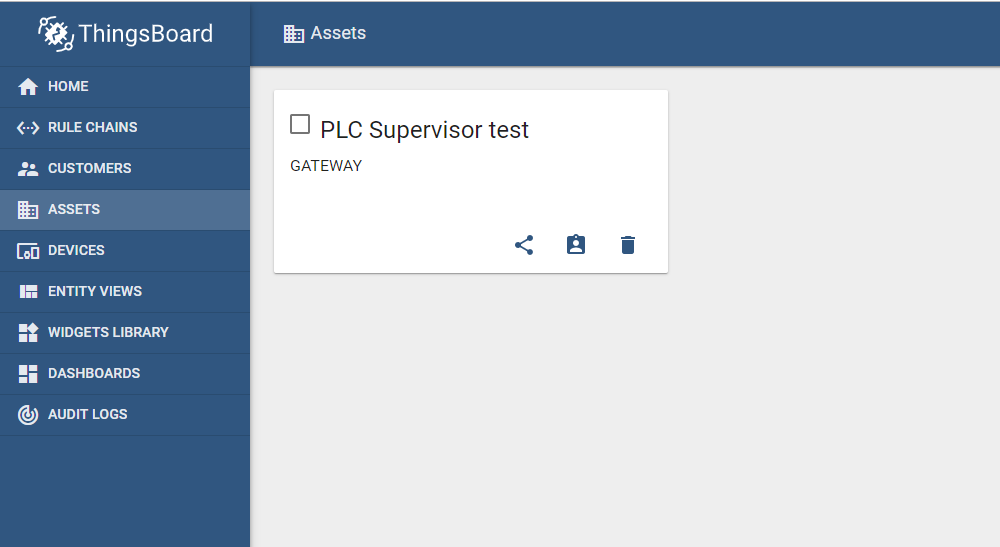 ThingsBoard
Assets
HOME
RULE CHAINS
CUSTOMERS
ASSETS
DEVICES
ENTITY VIEWS
WIDGETS LIBRARY
DASHBOARDS
AUDIT LOGS
PLC Supervisor test
GATEWAY